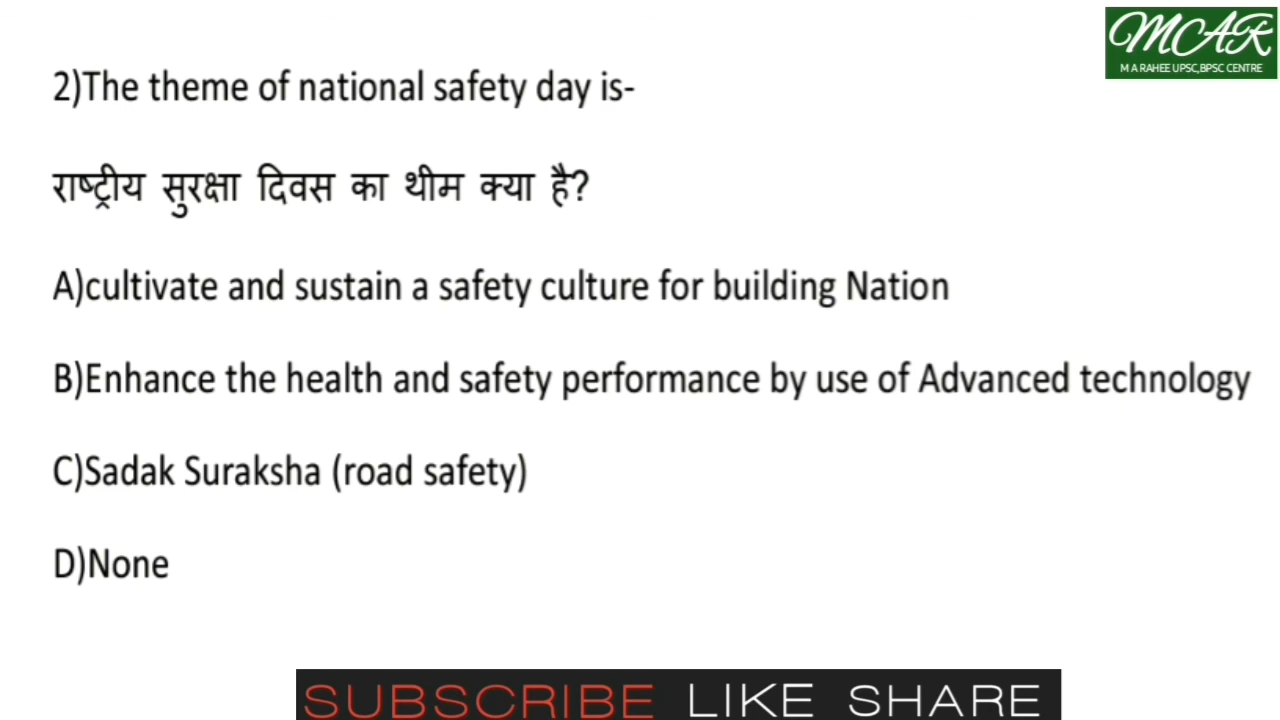 MCAR
M A RAHEE UPSC,BPSC CENTRE
2)The theme of national safety day is-
राष्ट्रीय सुरक्षा दिवस का थीम क्या है?
A)cultivate and sustain a safety culture for building Nation
B)Enhance the health and safety performance by use of Advanced technology
C)Sadak Suraksha (road safety)
D)None
SUBSCRIBE LIKE SHARE